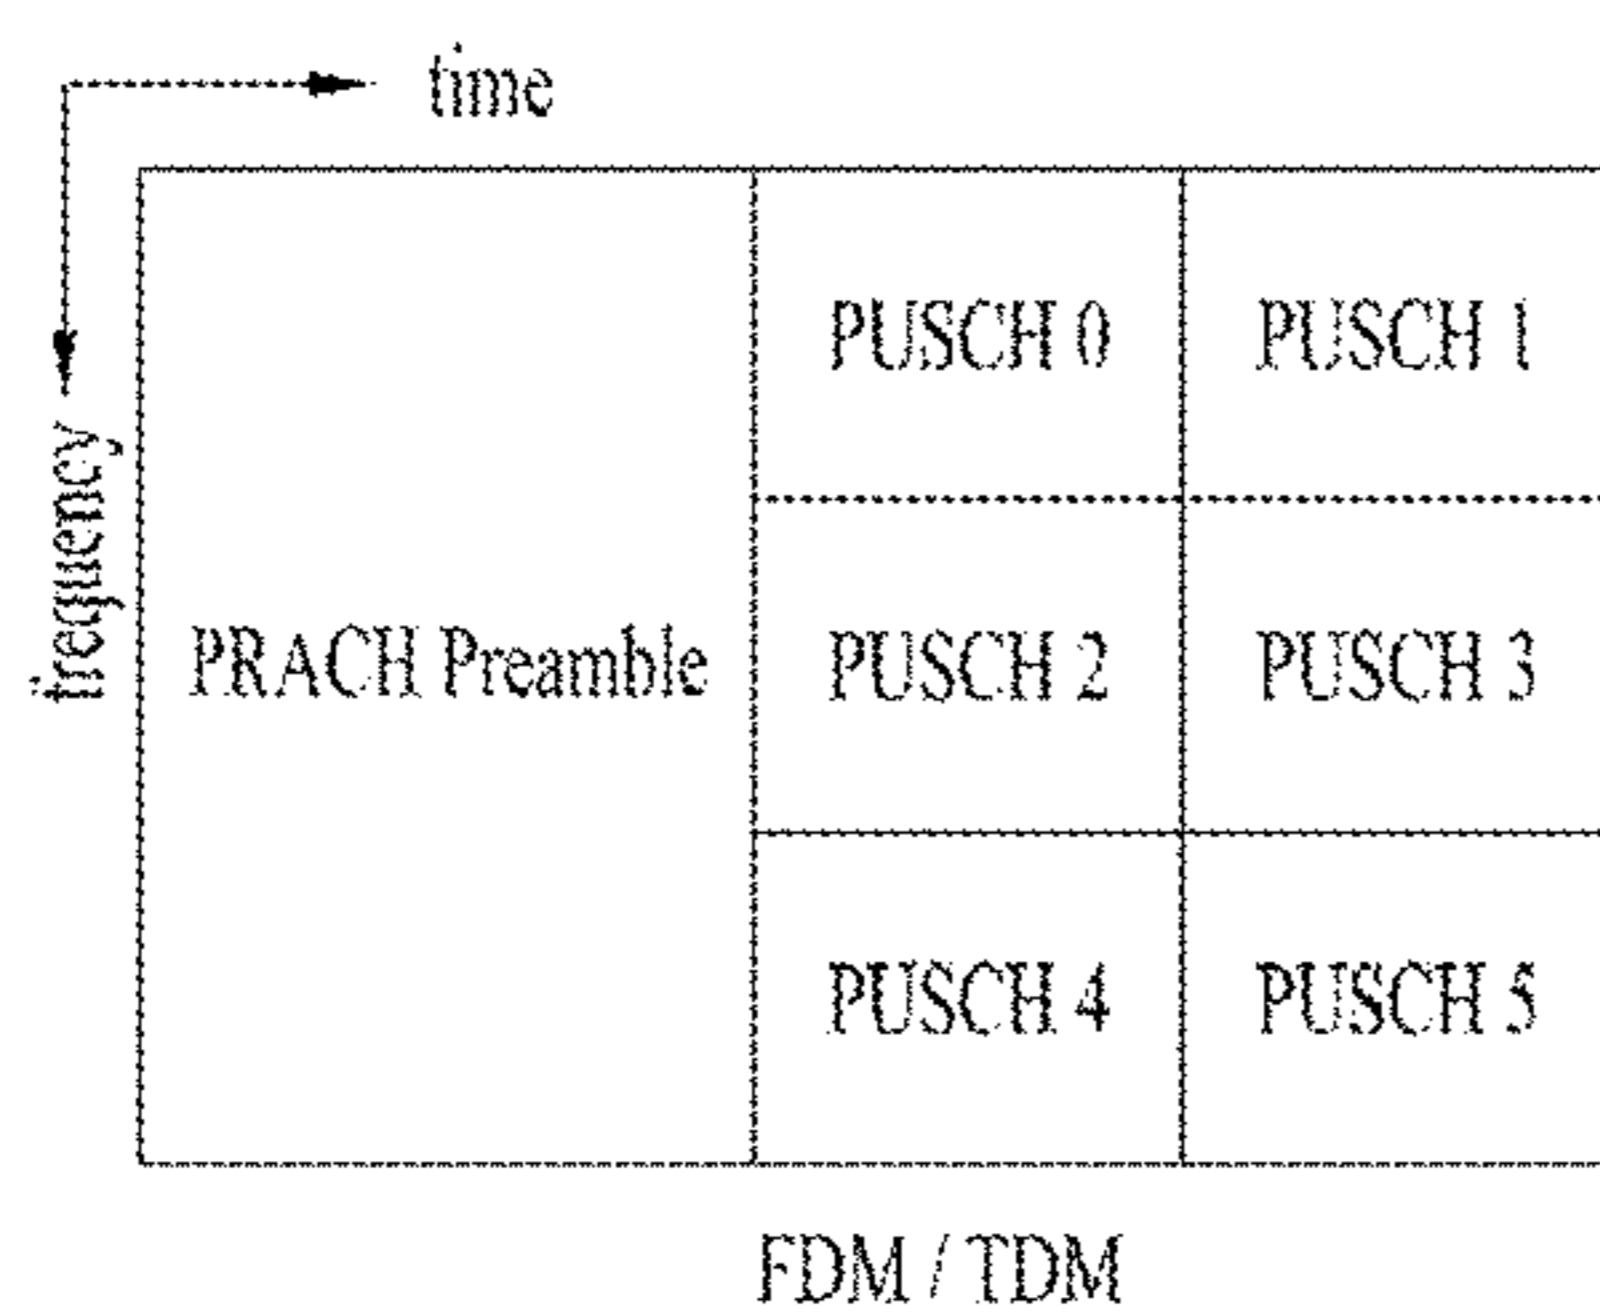 time
frequency
PUSCH 0
PUSCH 1
PRACH Preamble
PUSCH 2
PUSCH 3
PUSCH 4
PUSCH 5
FDM / TDM